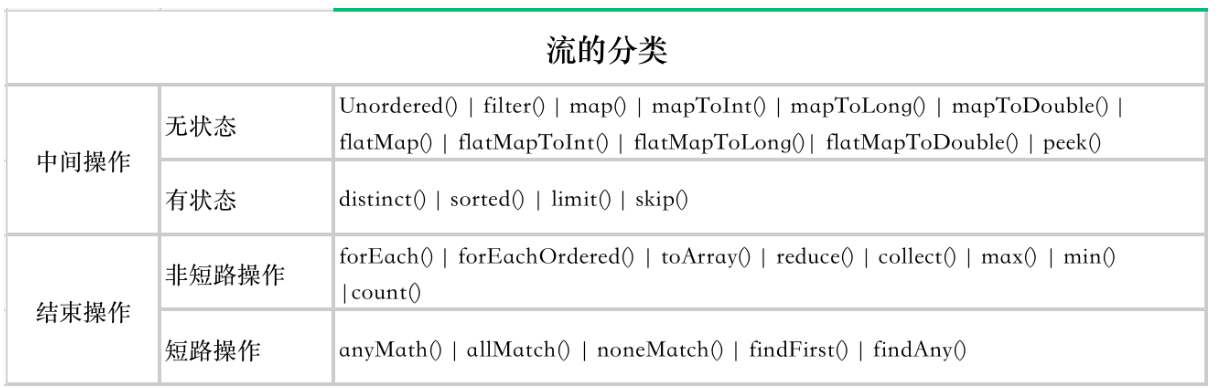 流的分类
中间操作
无状态
Unordered() | filter() | map() | mapToInt() | mapToLong() | mapToDouble() |
flatMap() | flatMapToInt() | flatMapToLong()| flatMapToDouble() | peek()
有状态
distinct() | sorted() | limit() | skip()
结束操作
非短路操作
forEach() | forEachOrdered() | toArray() | reduce() | collect() | max() | min()
|count()
短路操作
anyMath() | allMatch() | noneMatch() | findFirst() | findAny()